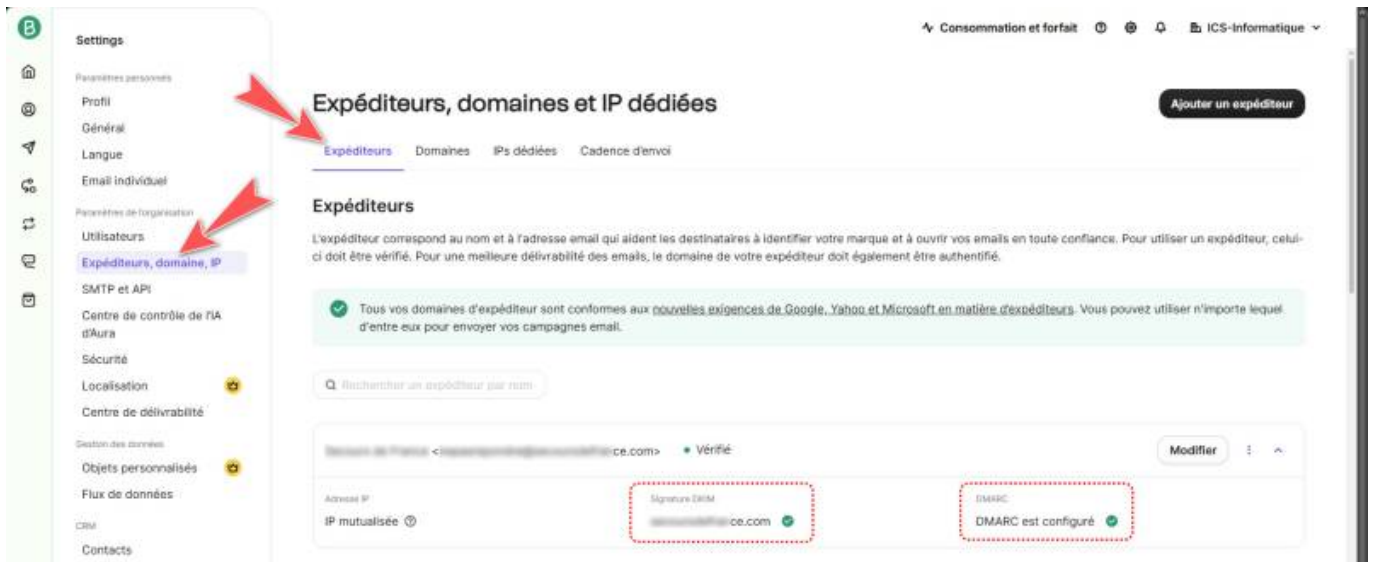 B
Consommation et forfait
ICS-Informatique
Settings
Paramètres personnels
Profil
Général
Langue
Email individuel
Paramètres de l'organisation
Utilisateurs
Expéditeurs, domaine, IP
SMTP et API
Centre de contrôle de l'IA
d'Aura
Sécurité
Localisation
Centre de délivrabilité
Gestion des données
Objets personnalisés
Flux de données
CRM
Contacts
Expéditeurs, domaines et IP dédiées
Ajouter un expéditeur
Expéditeurs Domaines IPs dédiées Cadence d'envoi
Expéditeurs
L'expéditeur correspond au nom et à l'adresse email qui aident les destinataires à identifier votre marque et à ouvrir vos emails en toute confiance. Pour utiliser un expéditeur, celui-
ci doit être vérifié. Pour une meilleure délivrabilité des emails, le domaine de votre expéditeur doit également être authentifié.
Tous vos domaines d'expéditeur sont conformes aux nouvelles exigences de Google, Yahoo et Microsoft en matière d'expéditeurs. Vous pouvez utiliser n'importe lequel
d'entre eux pour envoyer vos campagnes email.
Rechercher un expéditeur par nom
ce.com> Vérifié
Modifier
Adresse IP Signature DKIM DMARC
IP mutualisée ce.com DMARC est configuré